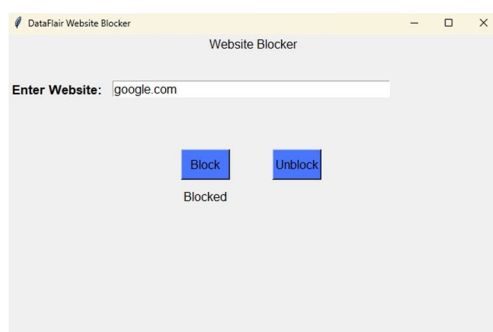 DataFlair Website Blocker
Website Blocker
Enter Website: google.com
Block Unblock
Blocked